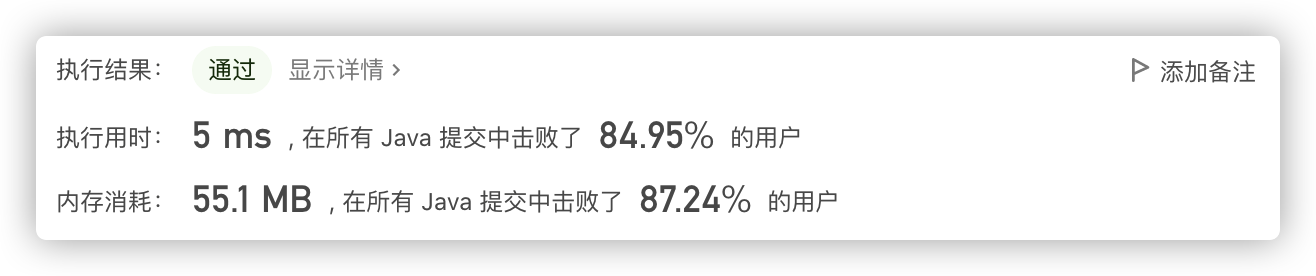 执行结果： 通过 显示详情 > 添加备注
执行用时： 5 ms , 在所有 Java 提交中击败了 84.95% 的用户
内存消耗： 55.1 MB , 在所有 Java 提交中击败了 87.24% 的用户